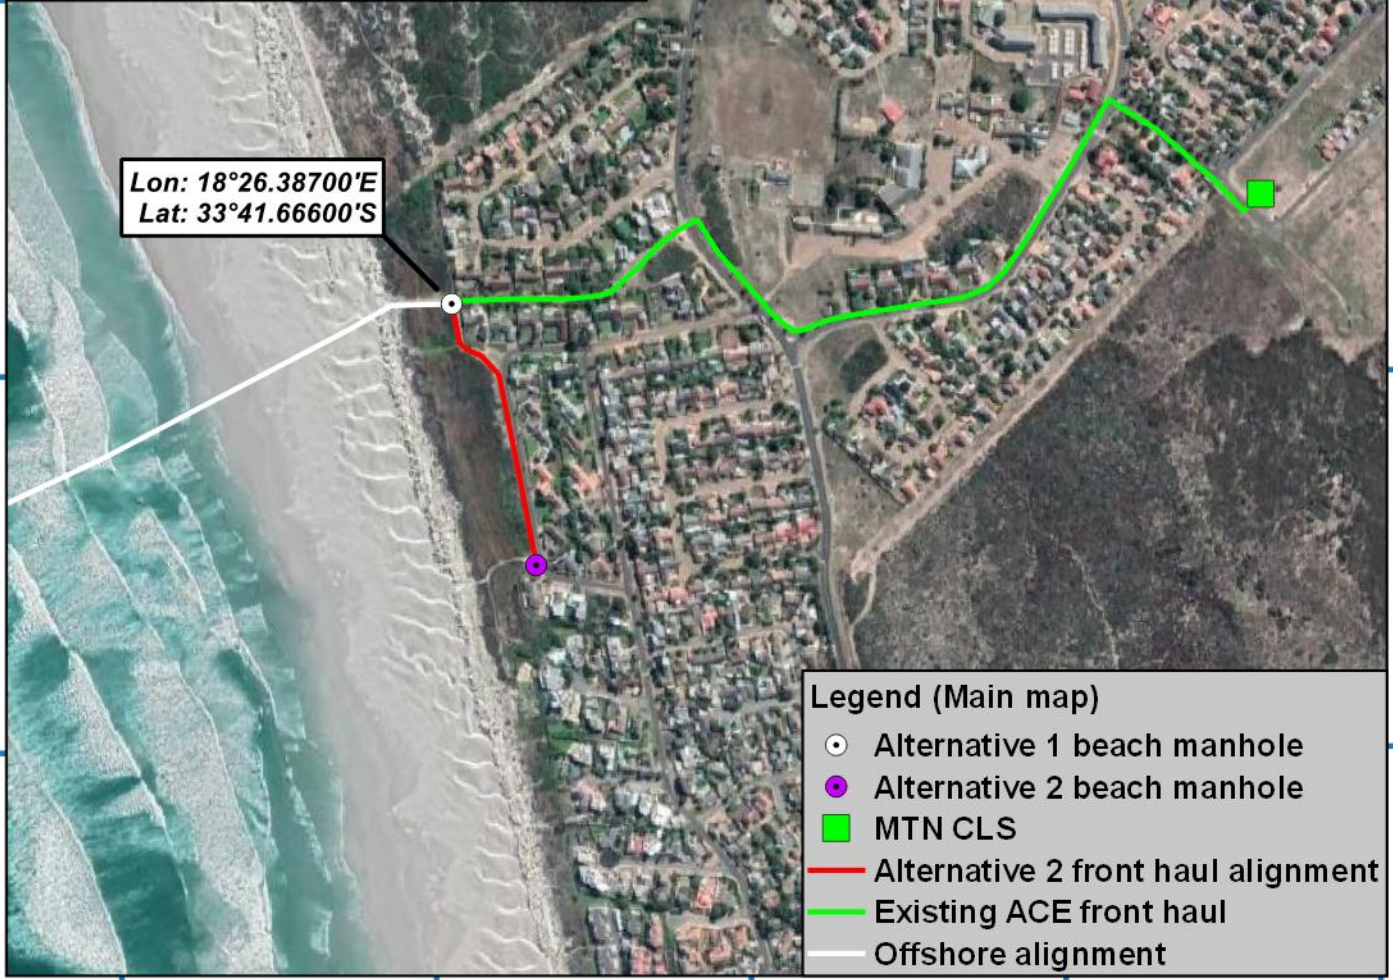 Lon: 18°26.38700'E
Lat: 33°41.66600'S
Legend (Main map)
Alternative 1 beach manhole
Alternative 2 beach manhole
MTN CLS
Alternative 2 front haul alignment
Existing ACE front haul
Offshore alignment